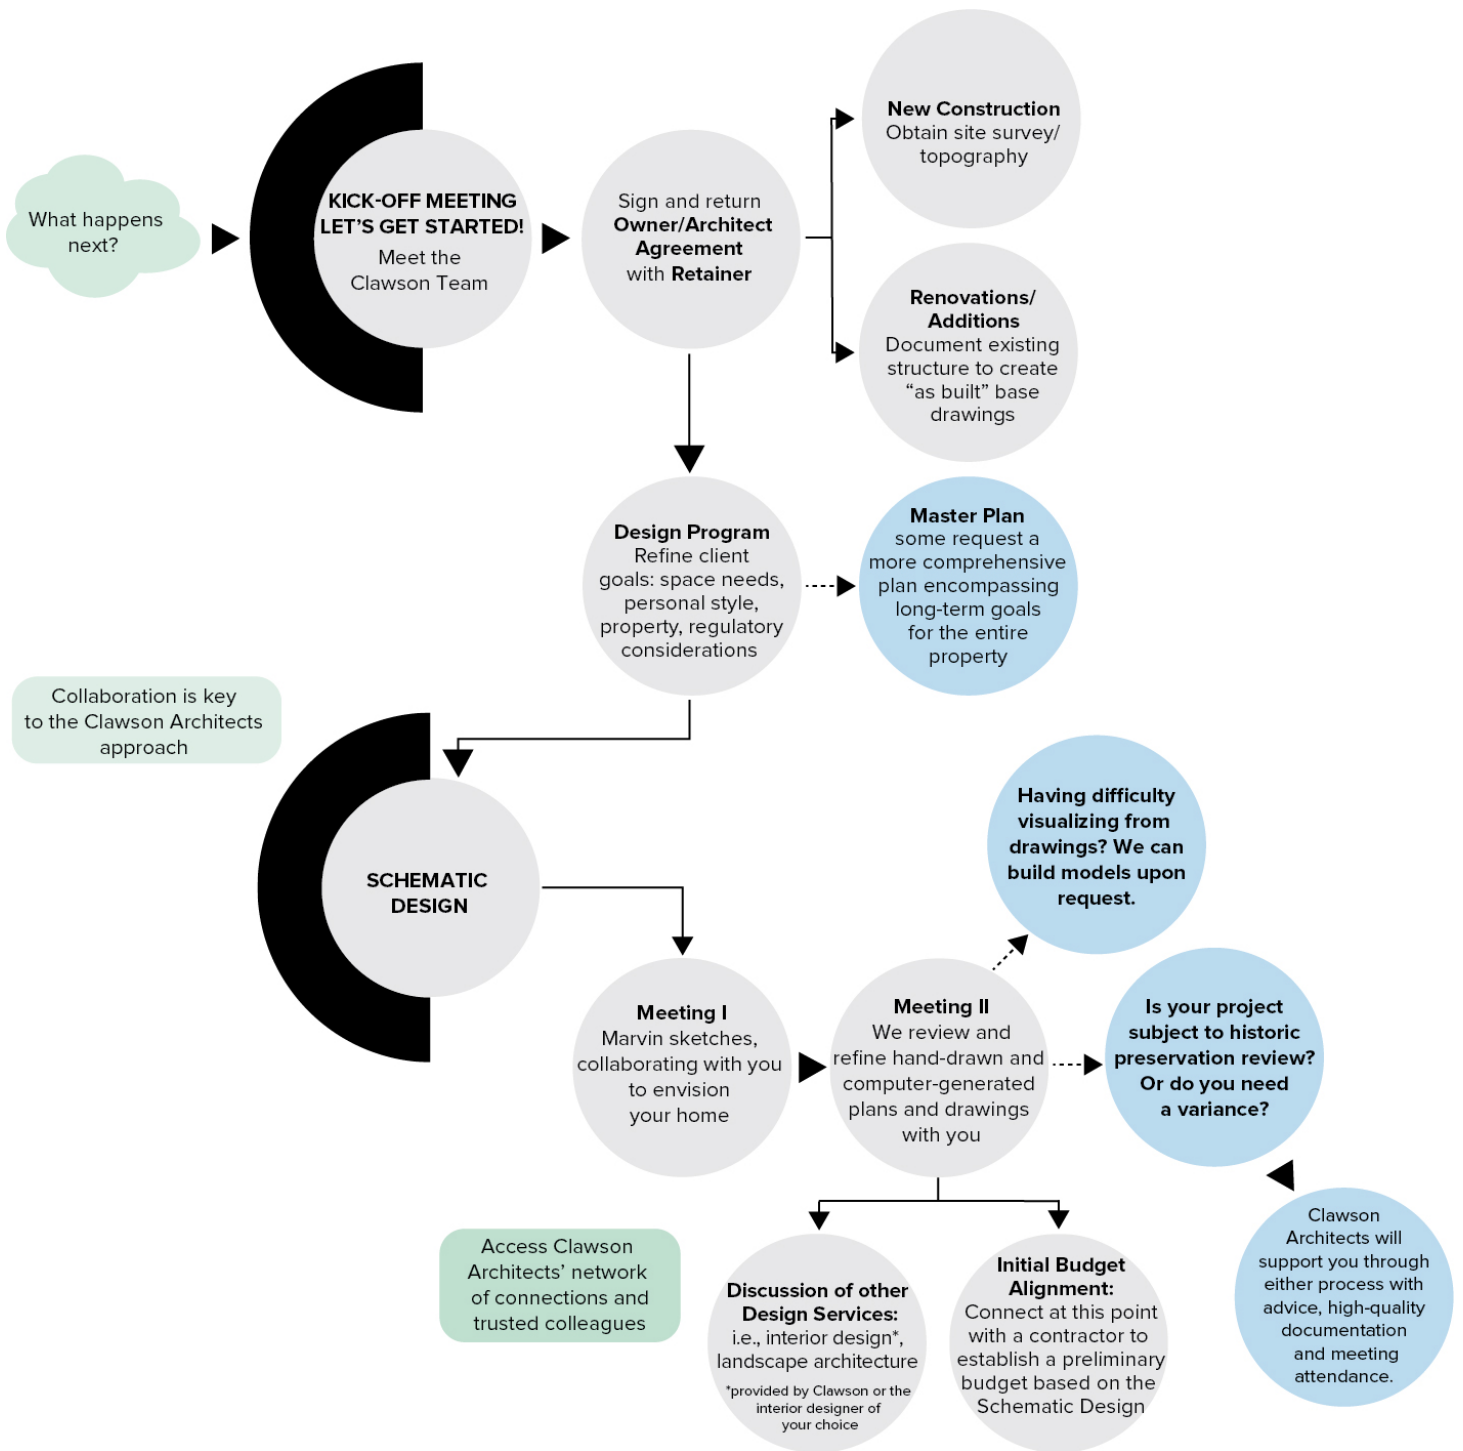 What happens
next?
KICK-OFF MEETING
LET'S GET STARTED!
Meet the
Clawson Team
Sign and return
Owner/Architect
Agreement
with Retainer
New Construction
Obtain site survey/
topography
Renovations/
Additions
Document existing
structure to create
“as built” base
drawings
Design Program
Refine client
goals: space needs,
personal style,
property, regulatory
considerations
Master Plan
some request a
more comprehensive
plan encompassing
long-term goals
for the entire
property
Collaboration is key
to the Clawson Architects
approach
SCHEMATIC
DESIGN
Meeting I
Marvin sketches,
collaborating with you
to envision
your home
Meeting II
We review and
refine hand-drawn and
computer-generated
plans and drawings
with you
Having difficulty
visualizing from
drawings? We can
build models upon
request.
Is your project
subject to historic
preservation review?
Or do you need
a variance?
Clawson
Architects will
support you through
either process with
advice, high-quality
documentation
and meeting
attendance.
Access Clawson
Architects’ network
of connections and
trusted colleagues
Discussion of other
Design Services:
i.e., interior design*,
landscape architecture
*provided by Clawson or the
interior designer of
your choice
Initial Budget
Alignment:
Connect at this point
with a contractor to
establish a preliminary
budget based on the
Schematic Design